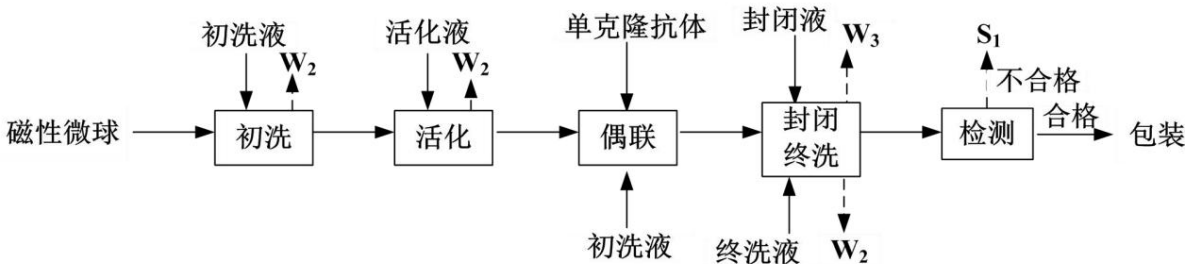 初洗液
活化液
单克隆抗体
封闭液
W₃
S₁
W₂
W₂
不合格
磁性微球
初洗
活化
偶联
封闭
终洗
检测
合格
包装
初洗液
终洗液
W₂